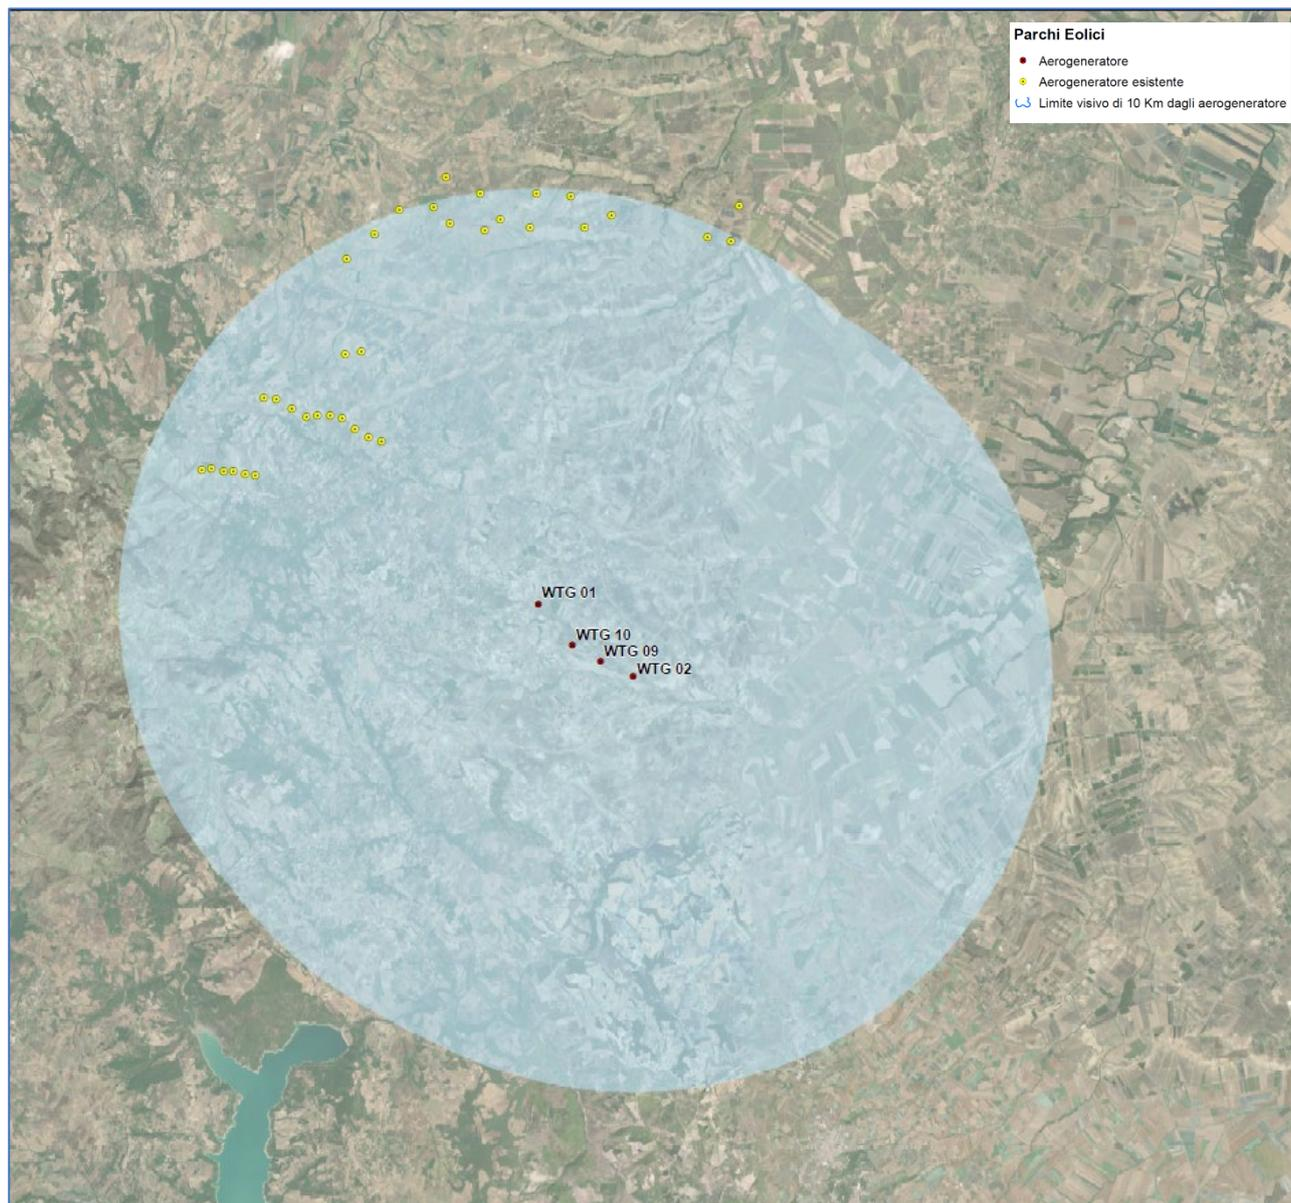 Parchi Eolici
Aerogeneratore
Aerogeneratore esistente
Limite visivo di 10 Km dagli aerogeneratore
WTG 01
WTG 10
WTG 09
WTG 02